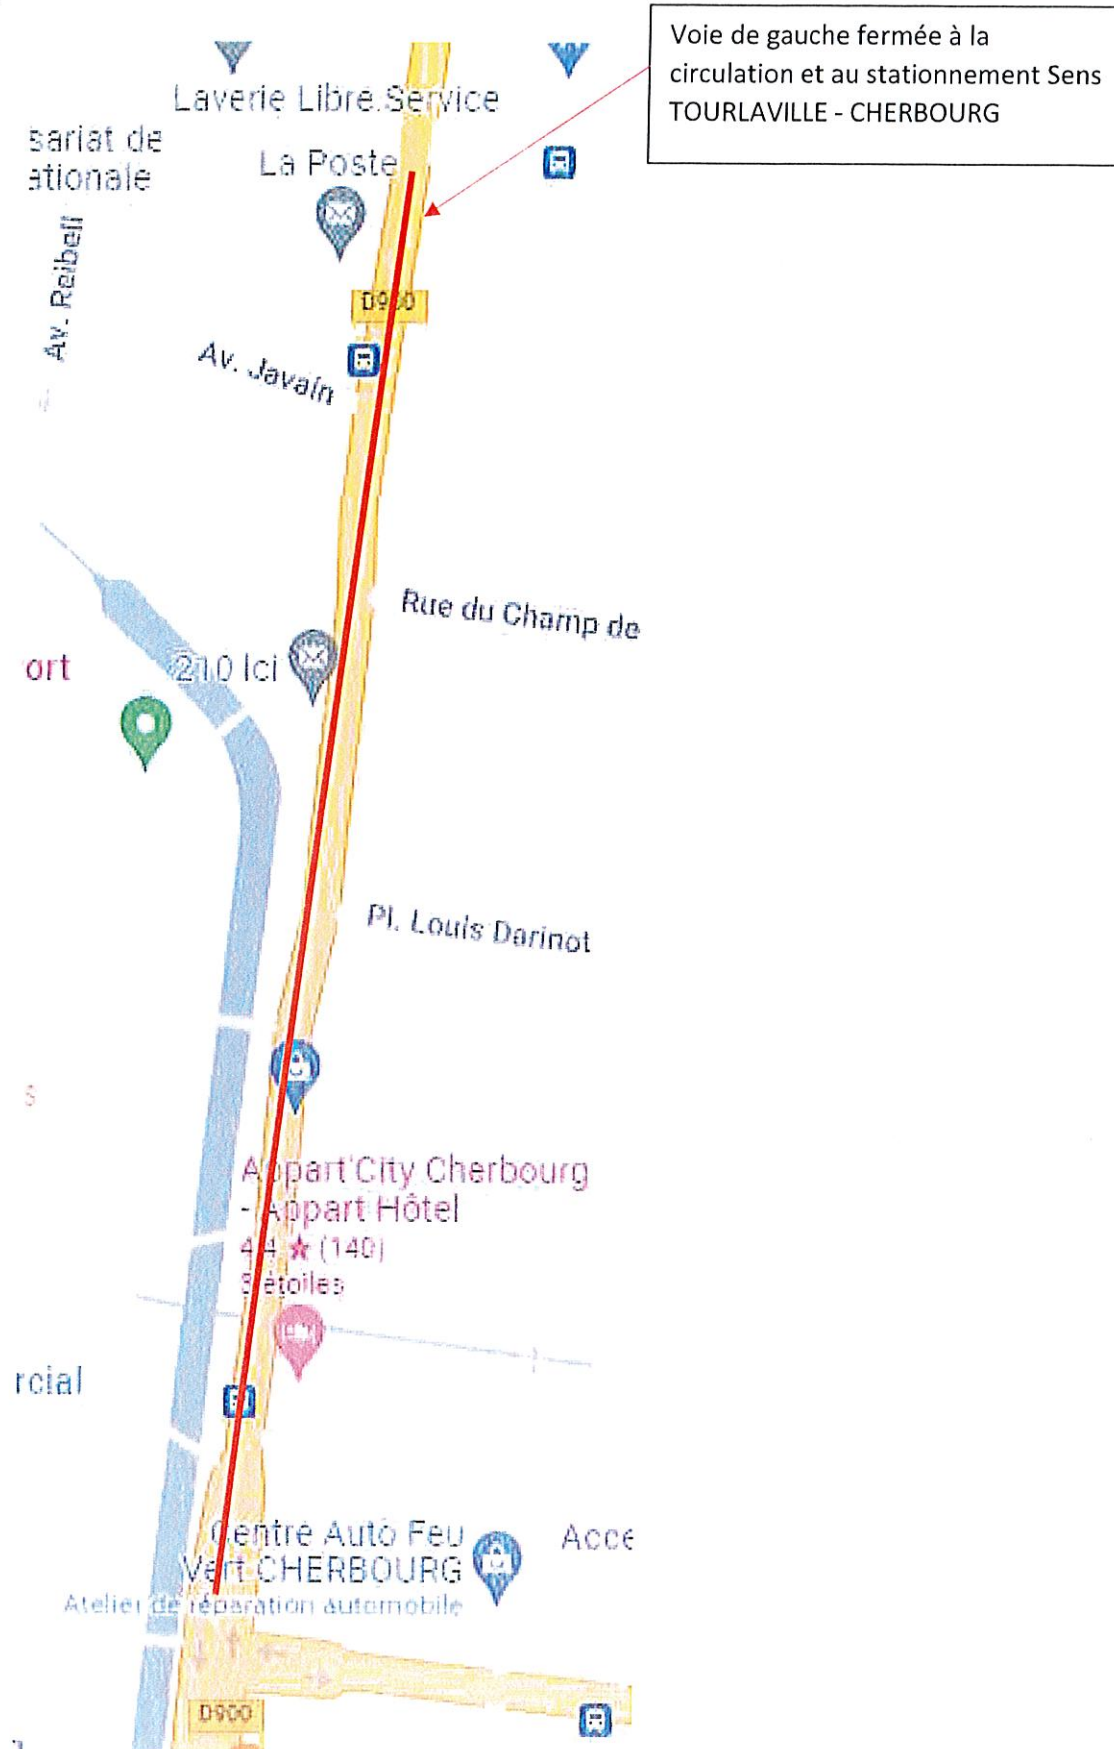 Voie de gauche fermée à la
circulation et au stationnement Sens
TOURLAVILLE - CHERBOURG
Laverie Libre Service
sariat de
ationale
La Poste
Av. Reibell
D900
Av. Javain
Rue du Champ de
ort
210 Ici
Pl. Louis Darinot
s
Appart'City Cherbourg
- Appart Hôtel
4,4 ★ (140)
3 étoiles
rcial
Centre Auto Feu
Vert CHERBOURG
Acce
Atelier de réparation automobile
D900